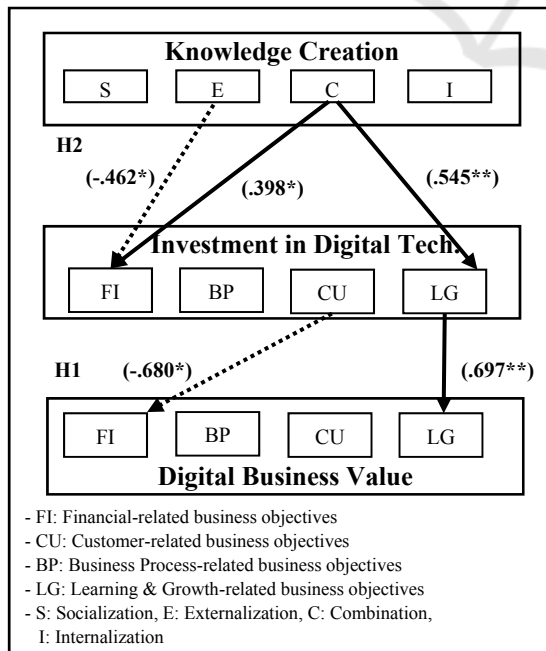 Knowledge Creation
S E C I
H2
(-.462*) (.398*) (.545**)
Investment in Digital Tech.
FI BP CU LG
H1 (-.680*) (.697**)
FI BP CU LG
Digital Business Value
- FI: Financial-related business objectives
- CU: Customer-related business objectives
- BP: Business Process-related business objectives
- LG: Learning & Growth-related business objectives
- S: Socialization, E: Externalization, C: Combination,
I: Internalization